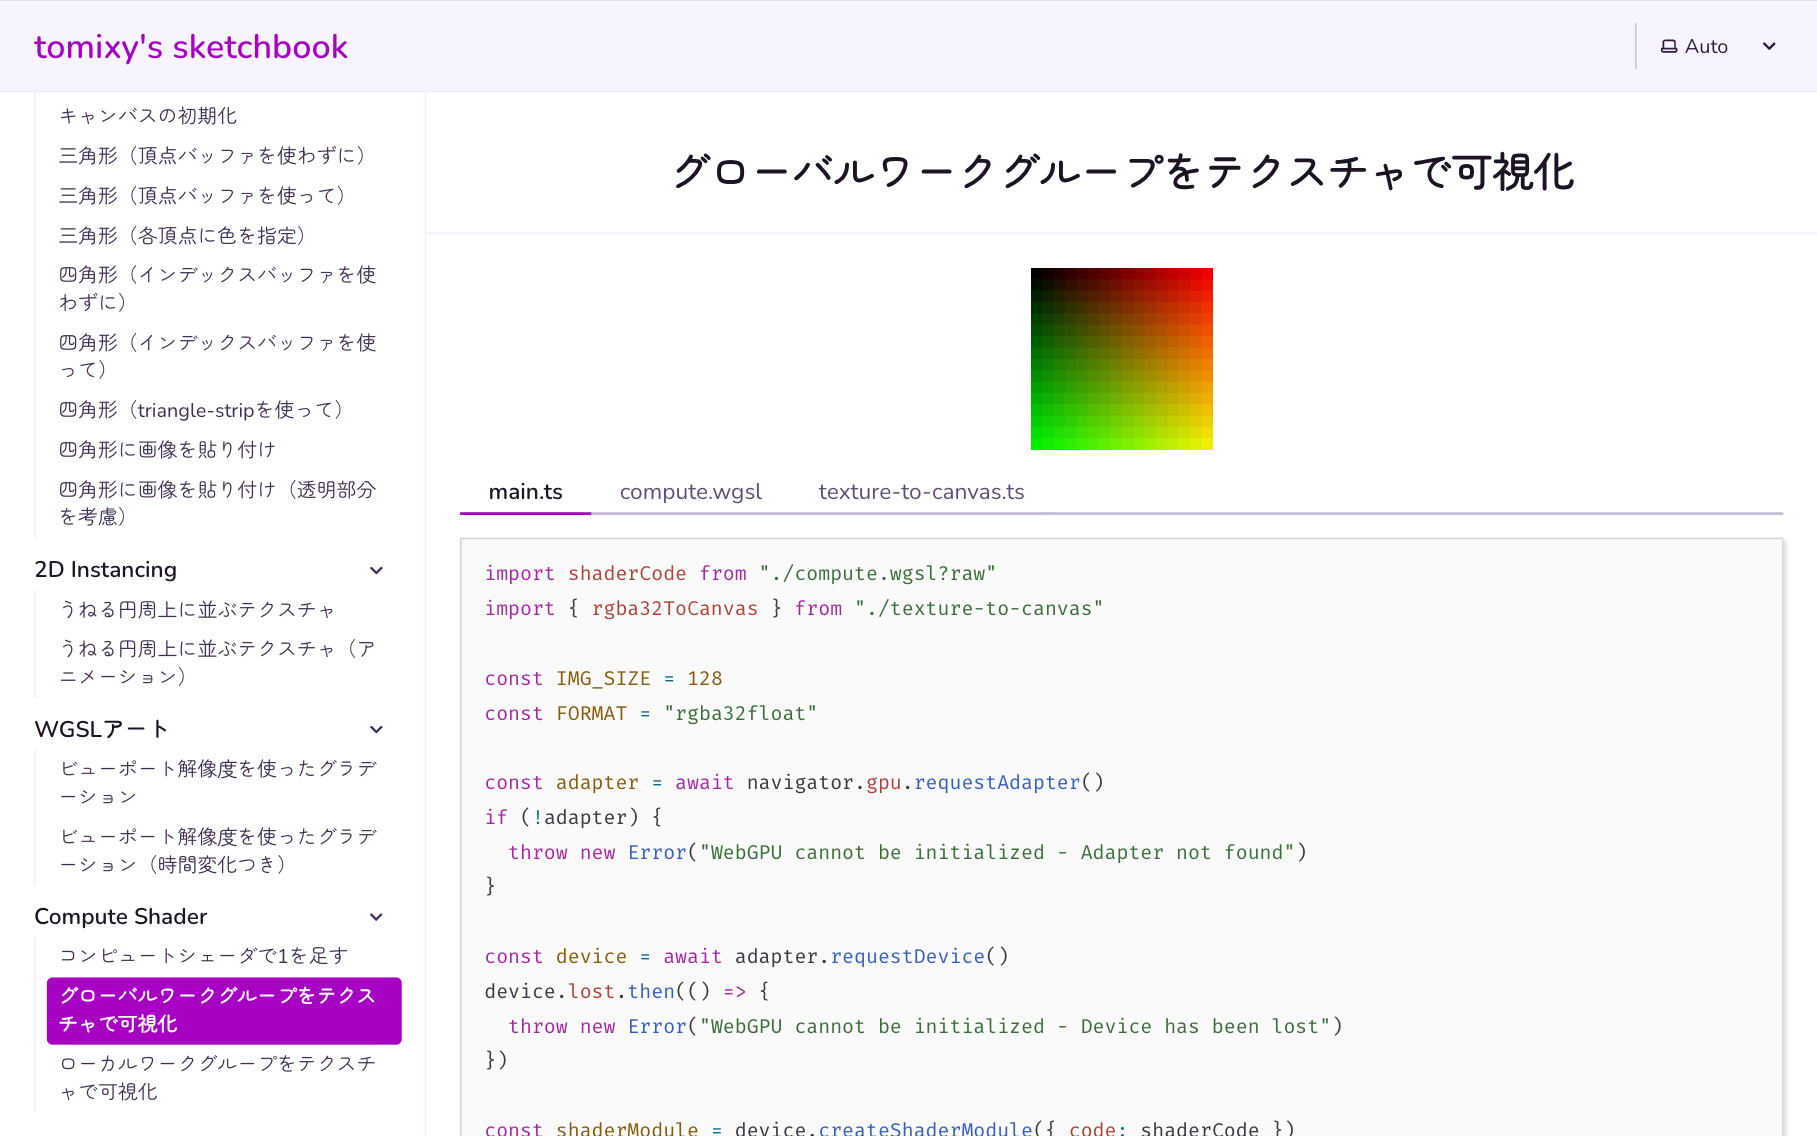 tomixy's sketchbook
Auto
キャンバスの初期化
三角形（頂点バッファを使わずに）
三角形（頂点バッファを使って）
三角形（各頂点に色を指定）
四角形（インデックスバッファを使
わずに）
四角形（インデックスバッファを使
って）
四角形（triangle-stripを使って）
四角形に画像を貼り付け
四角形に画像を貼り付け（透明部分
を考慮）
2D Instancing
うねる円周上に並ぶテクスチャ
うねる円周上に並ぶテクスチャ（ア
ニメーション）
WGSLアート
ビューポート解像度を使ったグラデ
ーション
ビューポート解像度を使ったグラデ
ーション（時間変化つき）
Compute Shader
コンピュートシェーダで1を足す
グローバルワークグループをテクス
チャで可視化
ローカルワークグループをテクスチ
ャで可視化
グローバルワークグループをテクスチャで可視化
main.ts compute.wgsl texture-to-canvas.ts
import shaderCode from "./compute.wgsl?raw"
import { rgba32ToCanvas } from "./texture-to-canvas"
const IMG_SIZE = 128
const FORMAT = "rgba32float"
const adapter = await navigator.gpu.requestAdapter()
if (!adapter) {
  throw new Error("WebGPU cannot be initialized - Adapter not found")
}
const device = await adapter.requestDevice()
device.lost.then(() => {
  throw new Error("WebGPU cannot be initialized - Device has been lost")
})
const shaderModule = device.createShaderModule({ code: shaderCode })